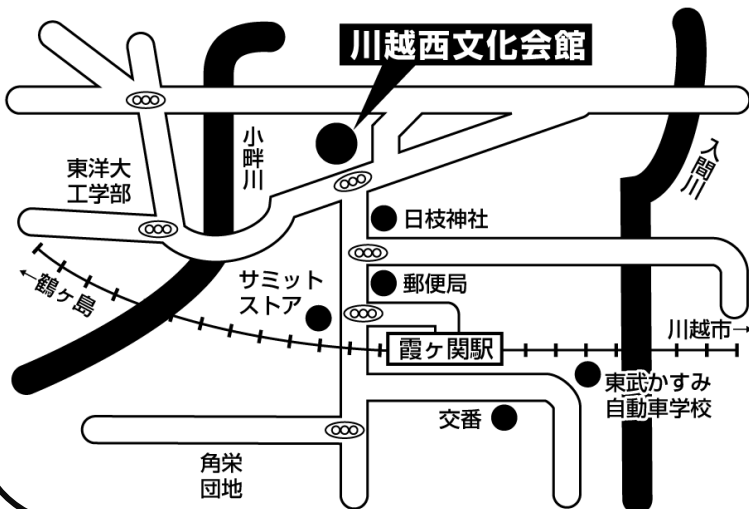 川越西文化会館
小畔川
入間川
東洋大
工学部
日枝神社
サミット
ストア
郵便局
←鶴ヶ島
川越市→
霞ヶ関駅
東武かすみ
自動車学校
交番
角栄
団地